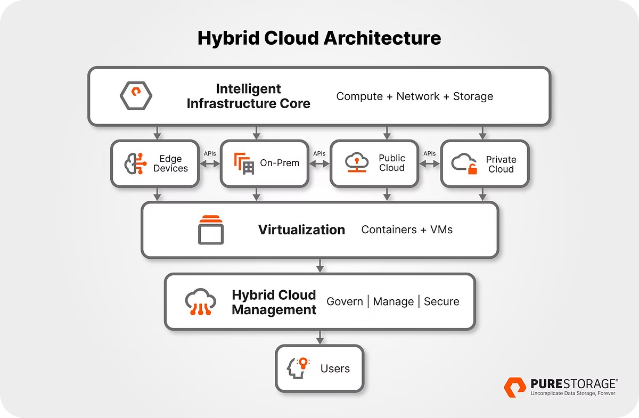 Hybrid Cloud Architecture
Intelligent
Infrastructure Core
Compute + Network + Storage
Edge
Devices
APIs
On-Prem
APIs
Public
Cloud
APIs
Private
Cloud
Virtualization
Containers + VMs
Hybrid Cloud
Management
Govern | Manage | Secure
Users
PURESTORAGE®
Uncomplicate Data Storage, Forever